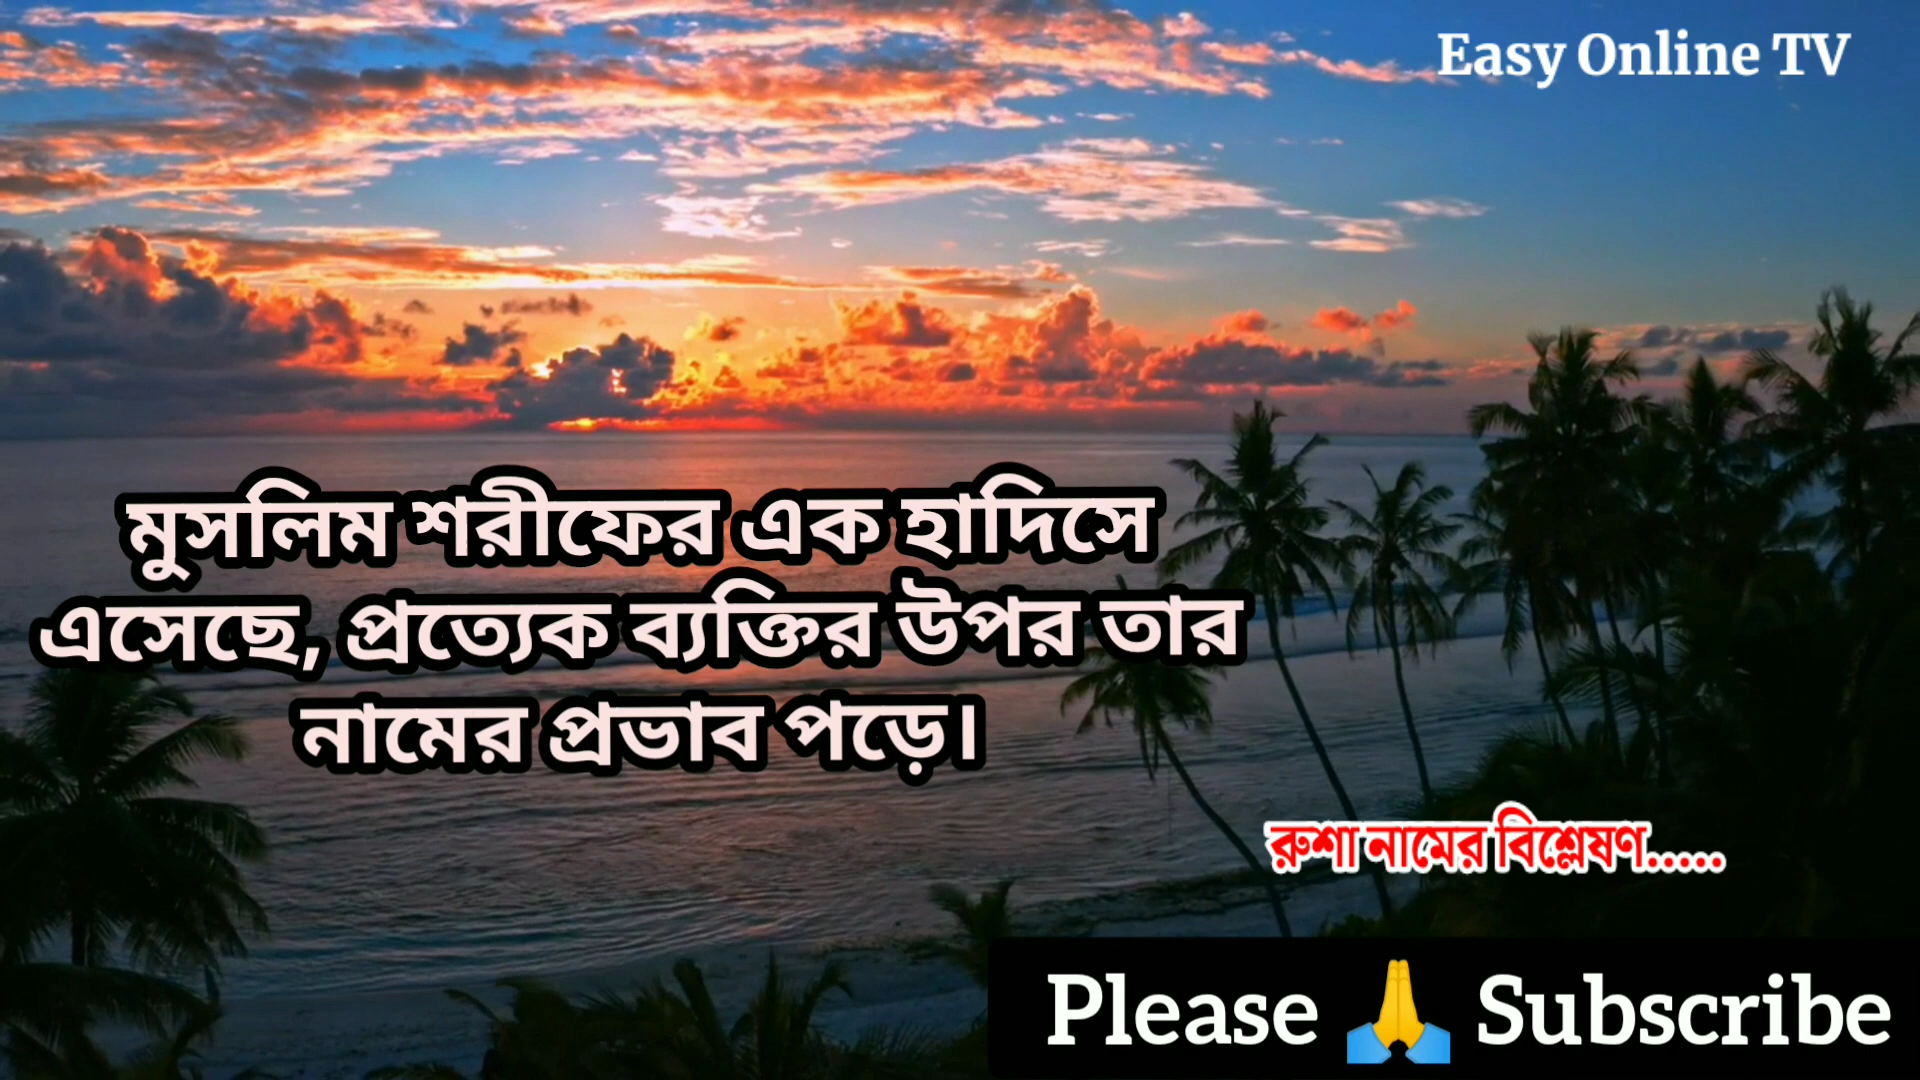 Easy Online TV
মুসলিম শরীফের এক হাদিসে
এসেছে, প্রত্যেক ব্যক্তির উপর তার
নামের প্রভাব পড়ে।
রুশা নামের বিশ্লেষণ.....
Please 🙏 Subscribe